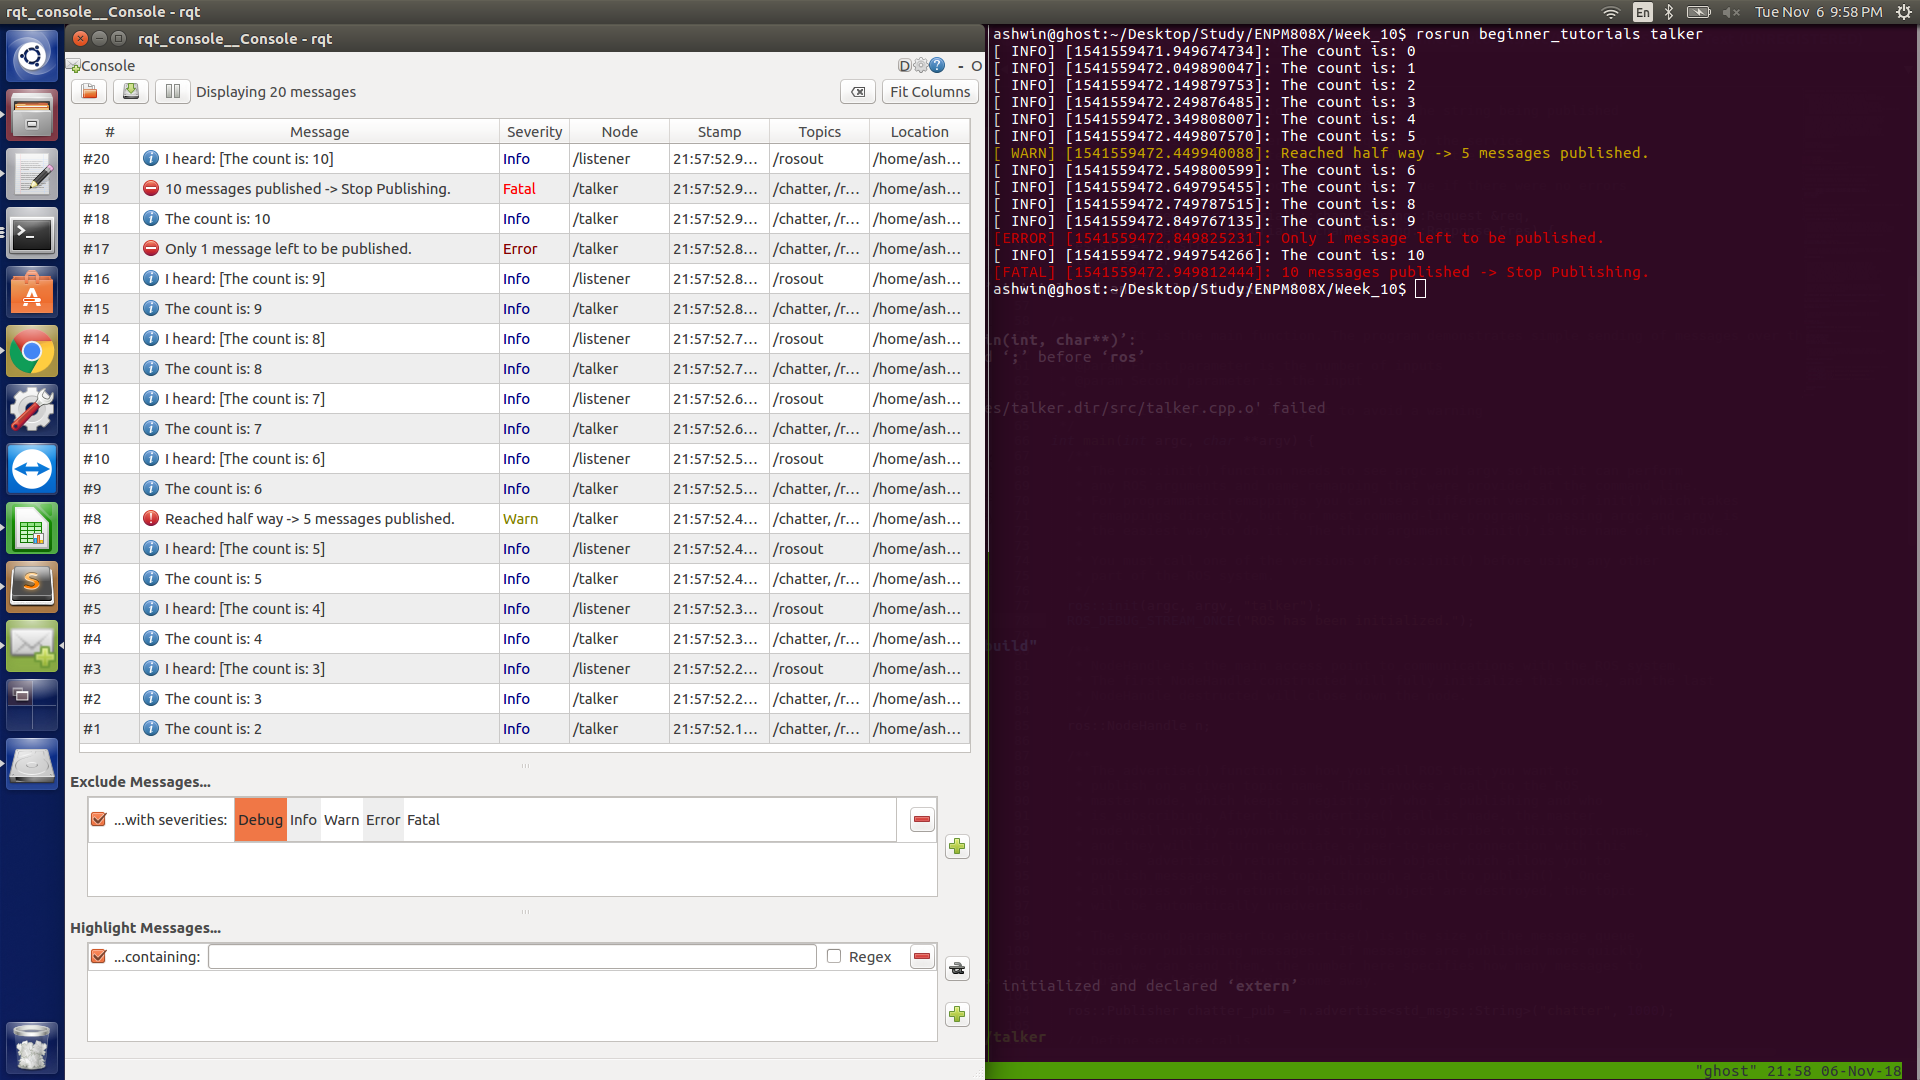 rqt_console__Console - rqt
En
Tue Nov 6 9:58 PM
rqt_console__Console - rqt
Console
D
- O
Displaying 20 messages
Fit Columns
# Message Severity Node Stamp Topics Location
#20 I heard: [The count is: 10] Info /listener 21:57:52.9... /rosout /home/ash...
#19 10 messages published -> Stop Publishing. Fatal /talker 21:57:52.9... /chatter, /r... /home/ash...
#18 The count is: 10 Info /talker 21:57:52.9... /chatter, /r... /home/ash...
#17 Only 1 message left to be published. Error /talker 21:57:52.8... /chatter, /r... /home/ash...
#16 I heard: [The count is: 9] Info /listener 21:57:52.8... /rosout /home/ash...
#15 The count is: 9 Info /talker 21:57:52.8... /chatter, /r... /home/ash...
#14 I heard: [The count is: 8] Info /listener 21:57:52.7... /rosout /home/ash...
#13 The count is: 8 Info /talker 21:57:52.7... /chatter, /r... /home/ash...
#12 I heard: [The count is: 7] Info /listener 21:57:52.6... /rosout /home/ash...
#11 The count is: 7 Info /talker 21:57:52.6... /chatter, /r... /home/ash...
#10 I heard: [The count is: 6] Info /listener 21:57:52.5... /rosout /home/ash...
#9 The count is: 6 Info /talker 21:57:52.5... /chatter, /r... /home/ash...
#8 Reached half way -> 5 messages published. Warn /talker 21:57:52.4... /chatter, /r... /home/ash...
#7 I heard: [The count is: 5] Info /listener 21:57:52.4... /rosout /home/ash...
#6 The count is: 5 Info /talker 21:57:52.4... /chatter, /r... /home/ash...
#5 I heard: [The count is: 4] Info /listener 21:57:52.3... /rosout /home/ash...
#4 The count is: 4 Info /talker 21:57:52.3... /chatter, /r... /home/ash...
#3 I heard: [The count is: 3] Info /listener 21:57:52.2... /rosout /home/ash...
#2 The count is: 3 Info /talker 21:57:52.2... /chatter, /r... /home/ash...
#1 The count is: 2 Info /talker 21:57:52.1... /chatter, /r... /home/ash...
Exclude Messages...
...with severities: Debug Info Warn Error Fatal
Highlight Messages...
...containing: Regex
ashwin@ghost:~/Desktop/Study/ENPM808X/Week_10$ rosrun beginner_tutorials talker
[ INFO] [1541559471.949674734]: The count is: 0
[ INFO] [1541559472.049890047]: The count is: 1
[ INFO] [1541559472.149879753]: The count is: 2
[ INFO] [1541559472.249876485]: The count is: 3
[ INFO] [1541559472.349808007]: The count is: 4
[ INFO] [1541559472.449807570]: The count is: 5
[ WARN] [1541559472.449940088]: Reached half way -> 5 messages published.
[ INFO] [1541559472.549800599]: The count is: 6
[ INFO] [1541559472.649795455]: The count is: 7
[ INFO] [1541559472.749787515]: The count is: 8
[ INFO] [1541559472.849767135]: The count is: 9
[ERROR] [1541559472.849825231]: Only 1 message left to be published.
[ INFO] [1541559472.949754266]: The count is: 10
[FATAL] [1541559472.949812444]: 10 messages published -> Stop Publishing.
ashwin@ghost:~/Desktop/Study/ENPM808X/Week_10$
in(int, char**)’:
‘;’ before ‘ros’
es/talker.dir/src/talker.cpp.o' failed
build"
initialized and declared ‘extern’
/talker
"ghost" 21:58 06-Nov-18